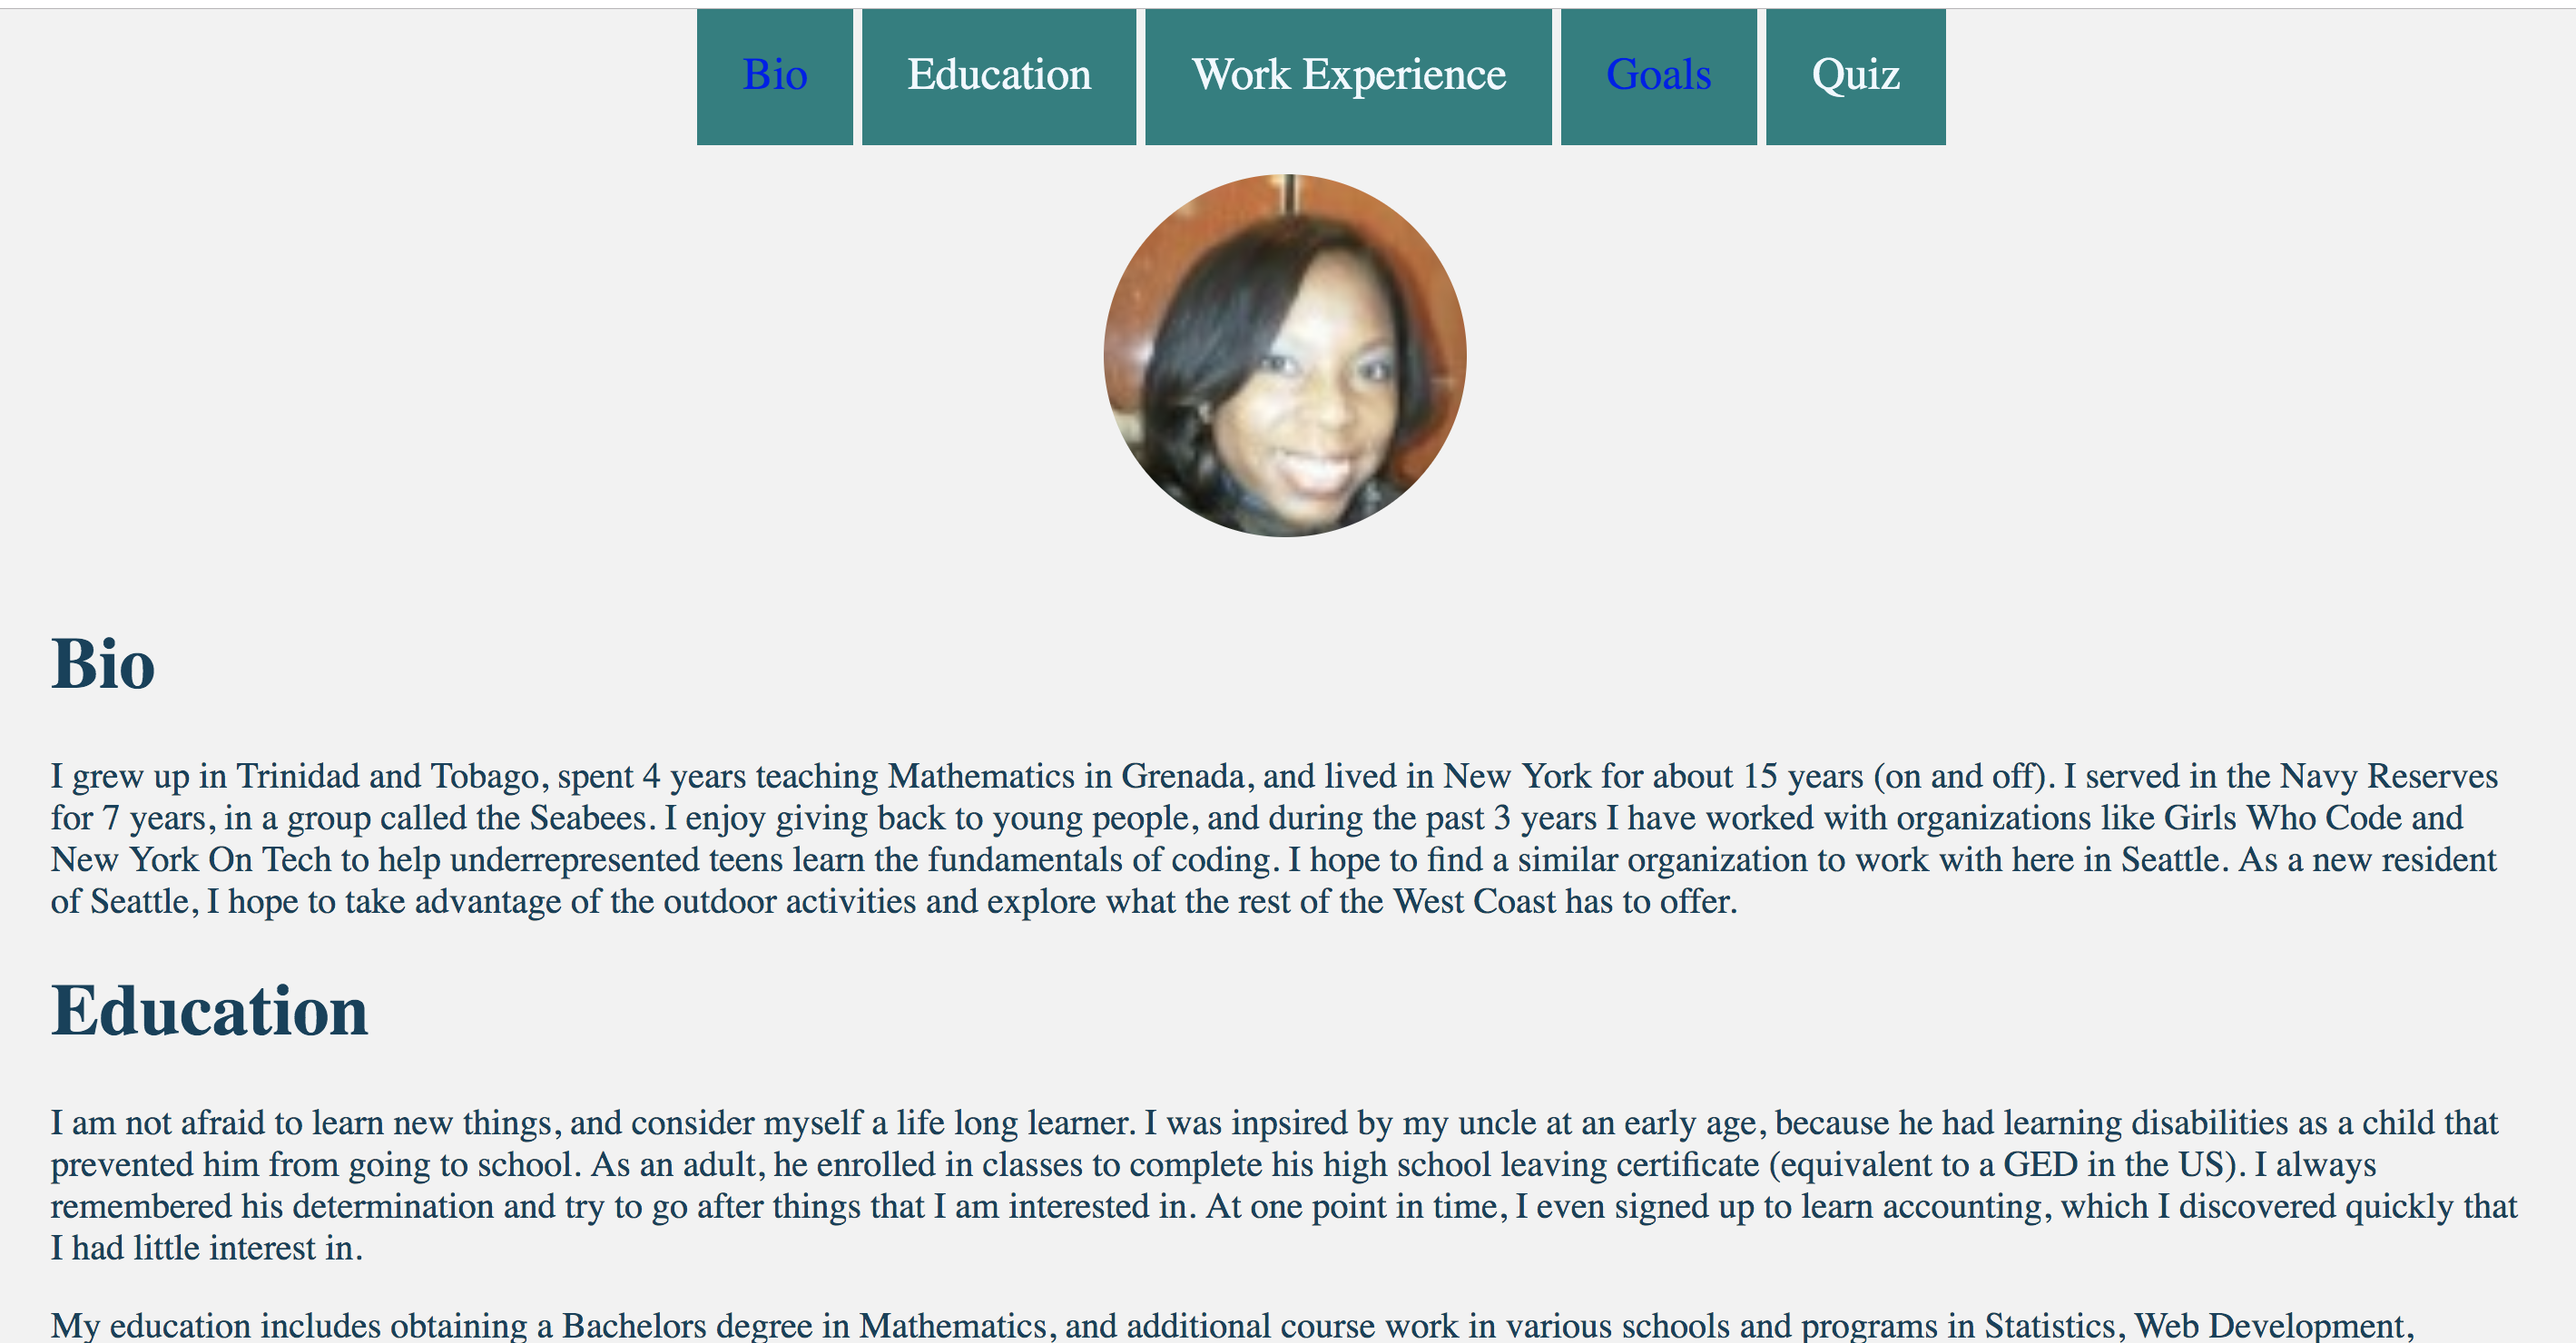 Bio Education Work Experience Goals Quiz
Bio
I grew up in Trinidad and Tobago, spent 4 years teaching Mathematics in Grenada, and lived in New York for about 15 years (on and off). I served in the Navy Reserves
for 7 years, in a group called the Seabees. I enjoy giving back to young people, and during the past 3 years I have worked with organizations like Girls Who Code and
New York On Tech to help underrepresented teens learn the fundamentals of coding. I hope to find a similar organization to work with here in Seattle. As a new resident
of Seattle, I hope to take advantage of the outdoor activities and explore what the rest of the West Coast has to offer.
Education
I am not afraid to learn new things, and consider myself a life long learner. I was inpsired by my uncle at an early age, because he had learning disabilities as a child that
prevented him from going to school. As an adult, he enrolled in classes to complete his high school leaving certificate (equivalent to a GED in the US). I always
remembered his determination and try to go after things that I am interested in. At one point in time, I even signed up to learn accounting, which I discovered quickly that
I had little interest in.
My education includes obtaining a Bachelors degree in Mathematics, and additional course work in various schools and programs in Statistics, Web Development,